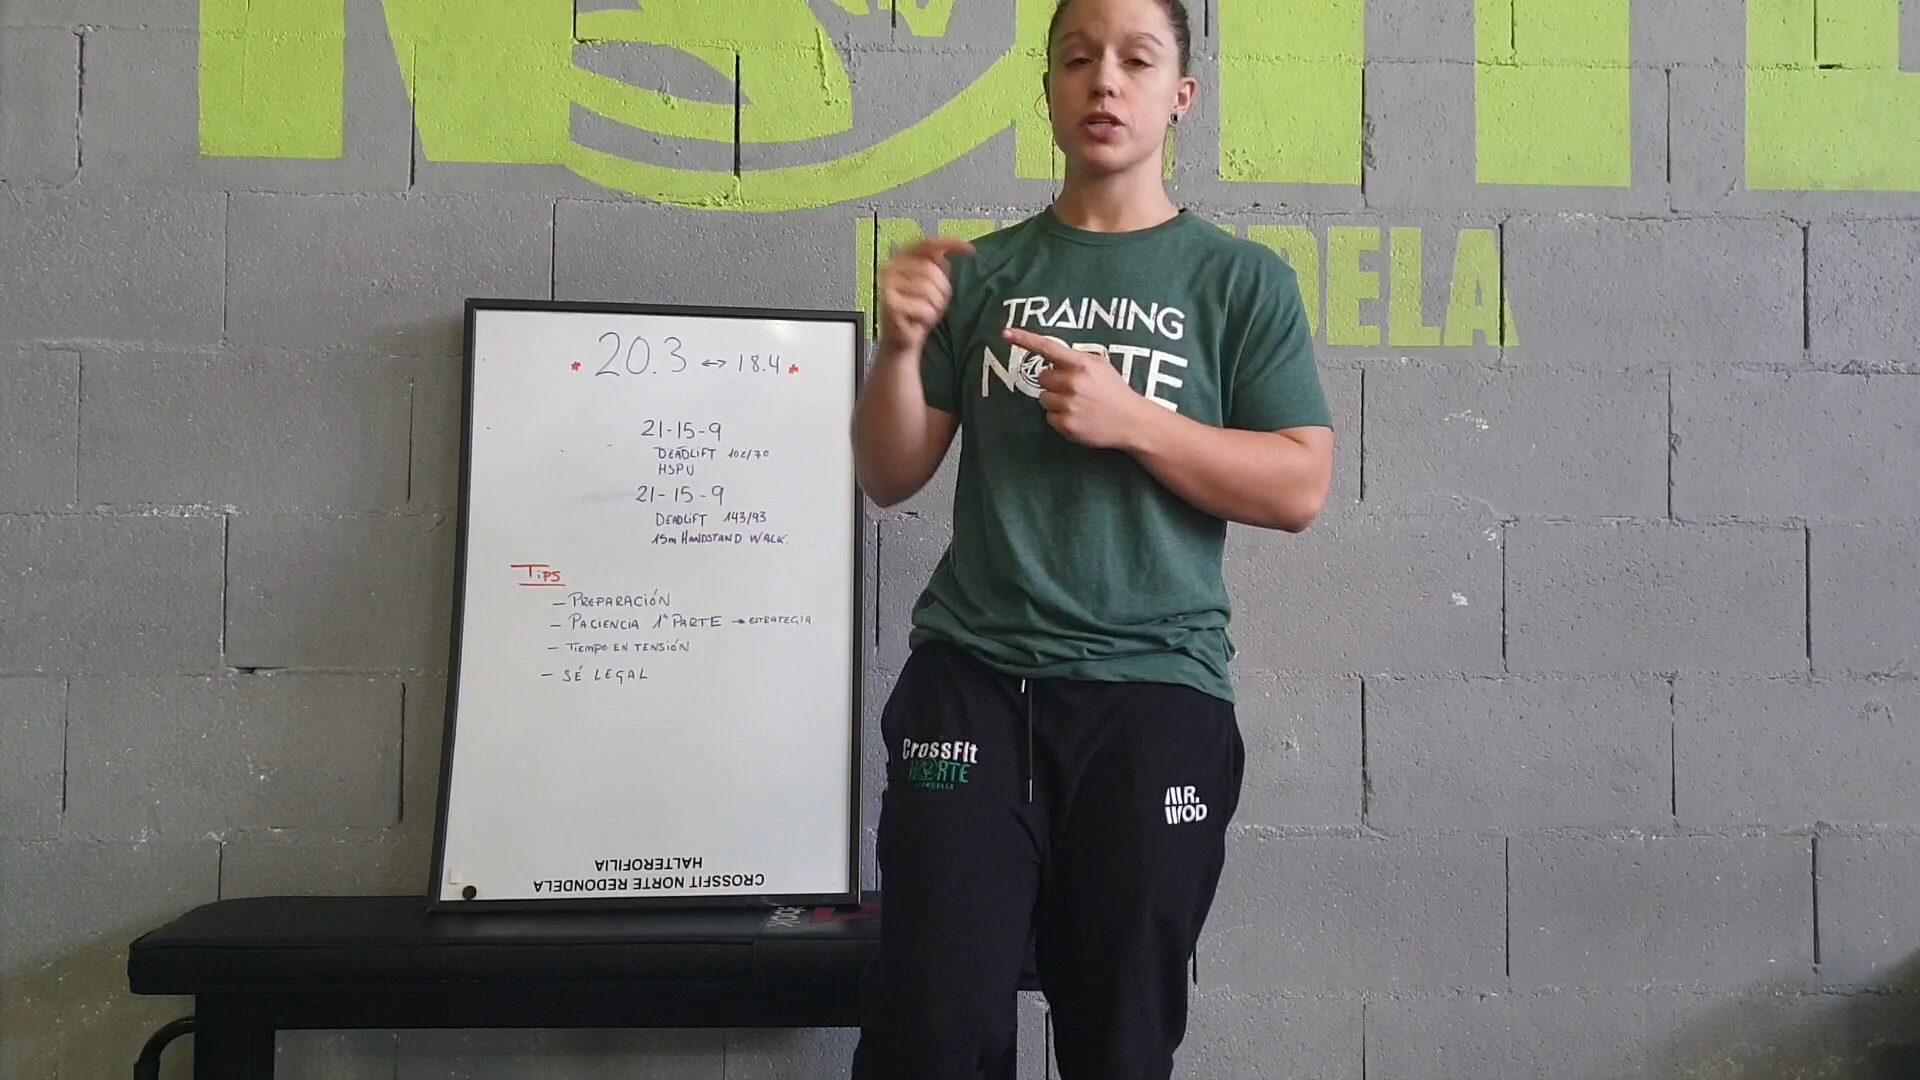 DELA
TRAINING
NORTE
* 20.3 ↔ 18.4 *
21-15-9
DEADLIFT 102/70
HSPU
21-15-9
DEADLIFT 143/93
15m HANDSTAND WALK.
TIPS
- PREPARACIÓN
- PACIENCIA 1ª PARTE → ESTRATEGIA
- TIEMPO EN TENSIÓN
- SÉ LEGAL
CROSSFIT NORTE REDONDELA
HALTEROFILIA
CROSSFIT
NORTE
MR.
WOD